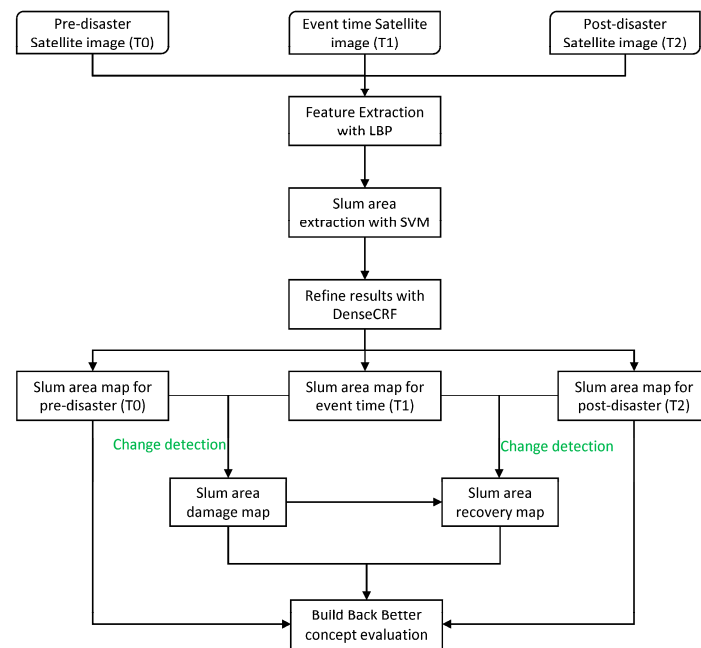 Pre-disaster
Satellite image (T0)
Event time Satellite
image (T1)
Post-disaster
Satellite image (T2)
Feature Extraction
with LBP
Slum area
extraction with SVM
Refine results with
DenseCRF
Slum area map for
pre-disaster (T0)
Slum area map for
event time (T1)
Slum area map for
post-disaster (T2)
Change detection
Change detection
Slum area
damage map
Slum area
recovery map
Build Back Better
concept evaluation